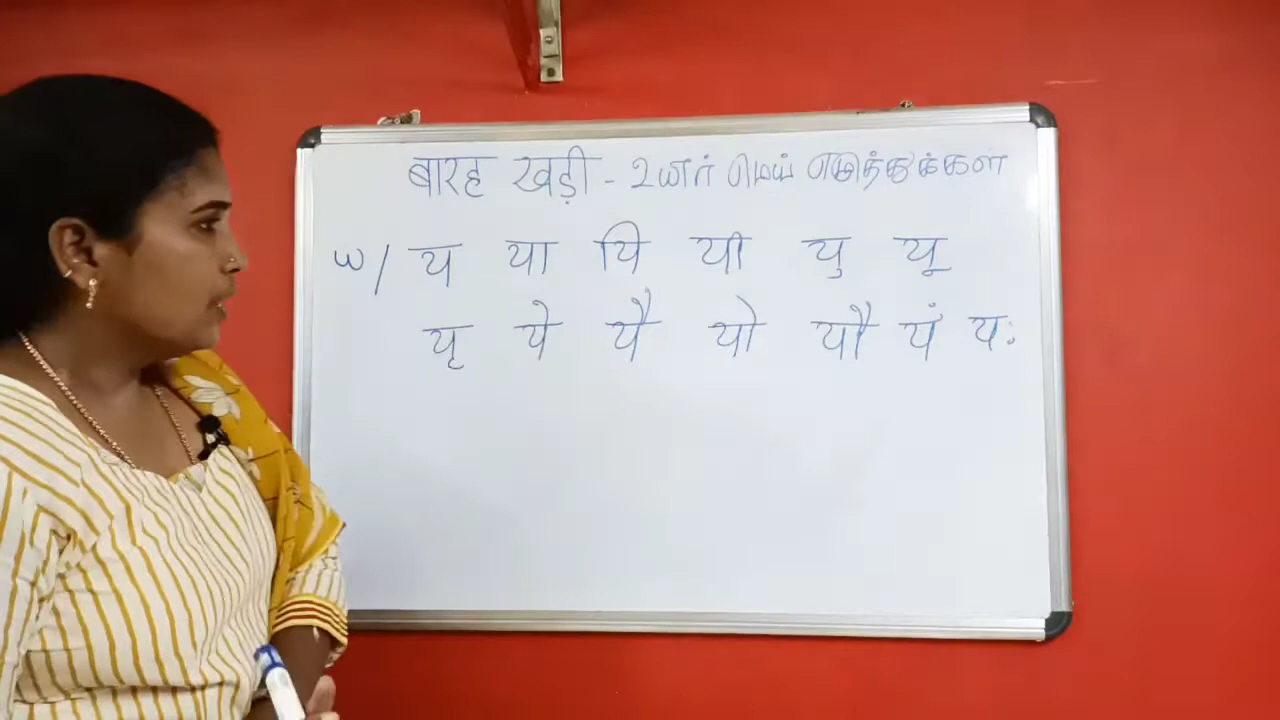 बारह खड़ी - உயிர் மெய் எழுத்துக்கள்
ய / य या यि यी यु यू
यृ ये यै यो यौ यं यः